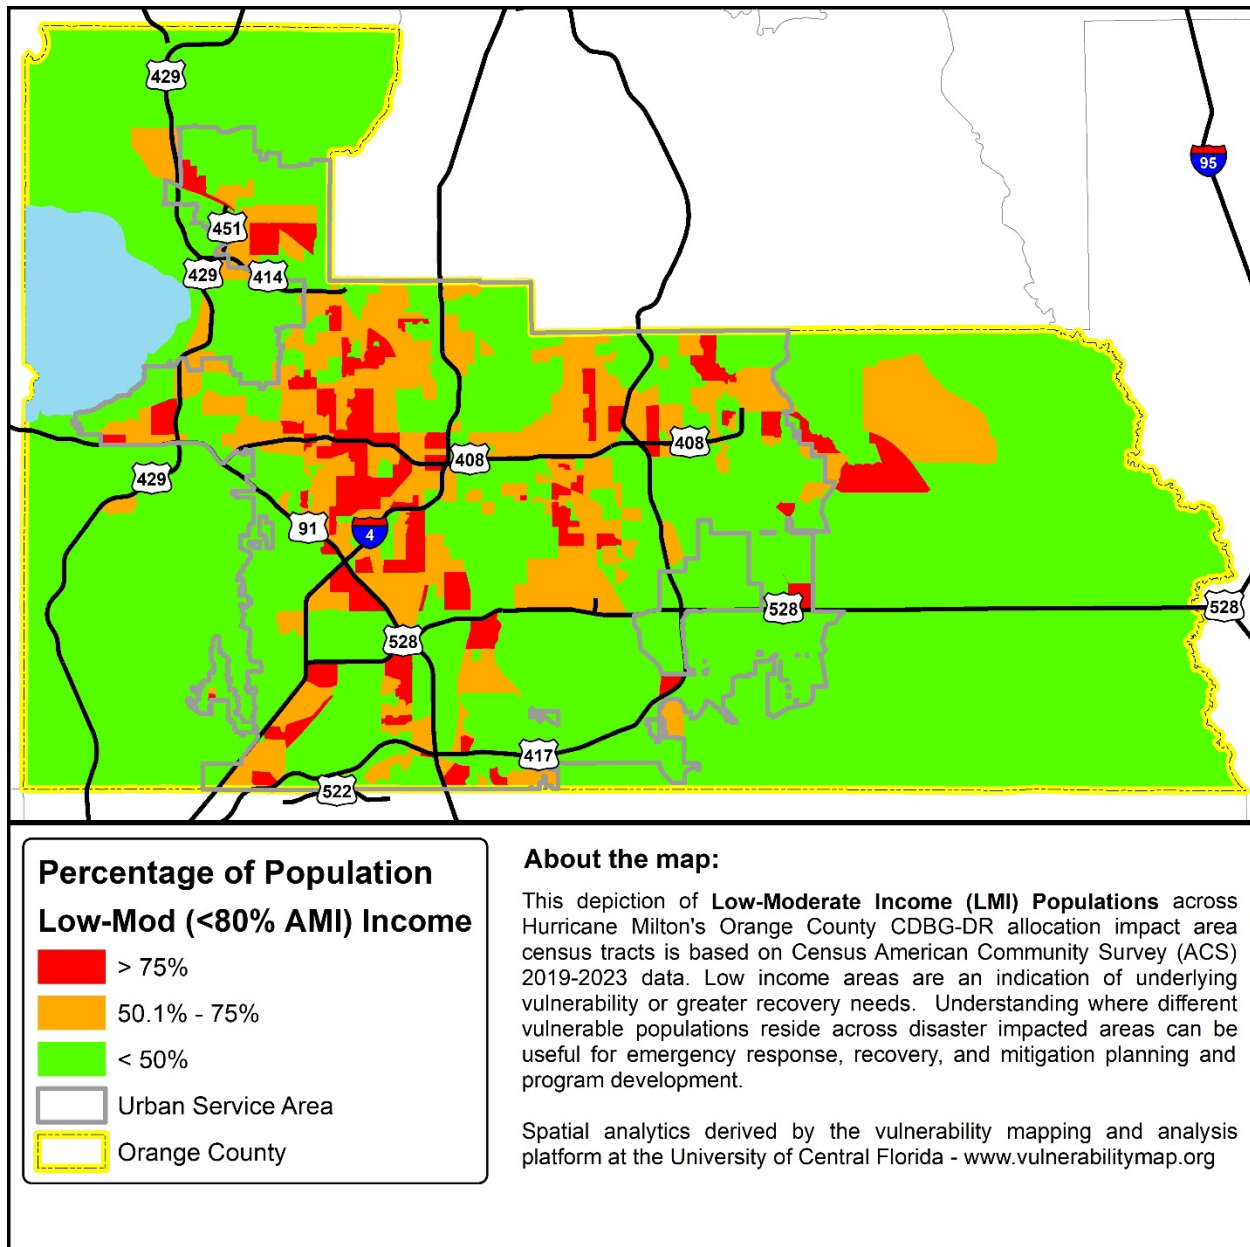 429
95
451
429
414
408
408
429
91
4
528
528
528
417
522
Percentage of Population
Low-Mod (<80% AMI) Income
> 75%
50.1% - 75%
< 50%
Urban Service Area
Orange County
About the map:
This depiction of Low-Moderate Income (LMI) Populations across
Hurricane Milton's Orange County CDBG-DR allocation impact area
census tracts is based on Census American Community Survey (ACS)
2019-2023 data. Low income areas are an indication of underlying
vulnerability or greater recovery needs. Understanding where different
vulnerable populations reside across disaster impacted areas can be
useful for emergency response, recovery, and mitigation planning and
program development.
Spatial analytics derived by the vulnerability mapping and analysis
platform at the University of Central Florida - www.vulnerabilitymap.org